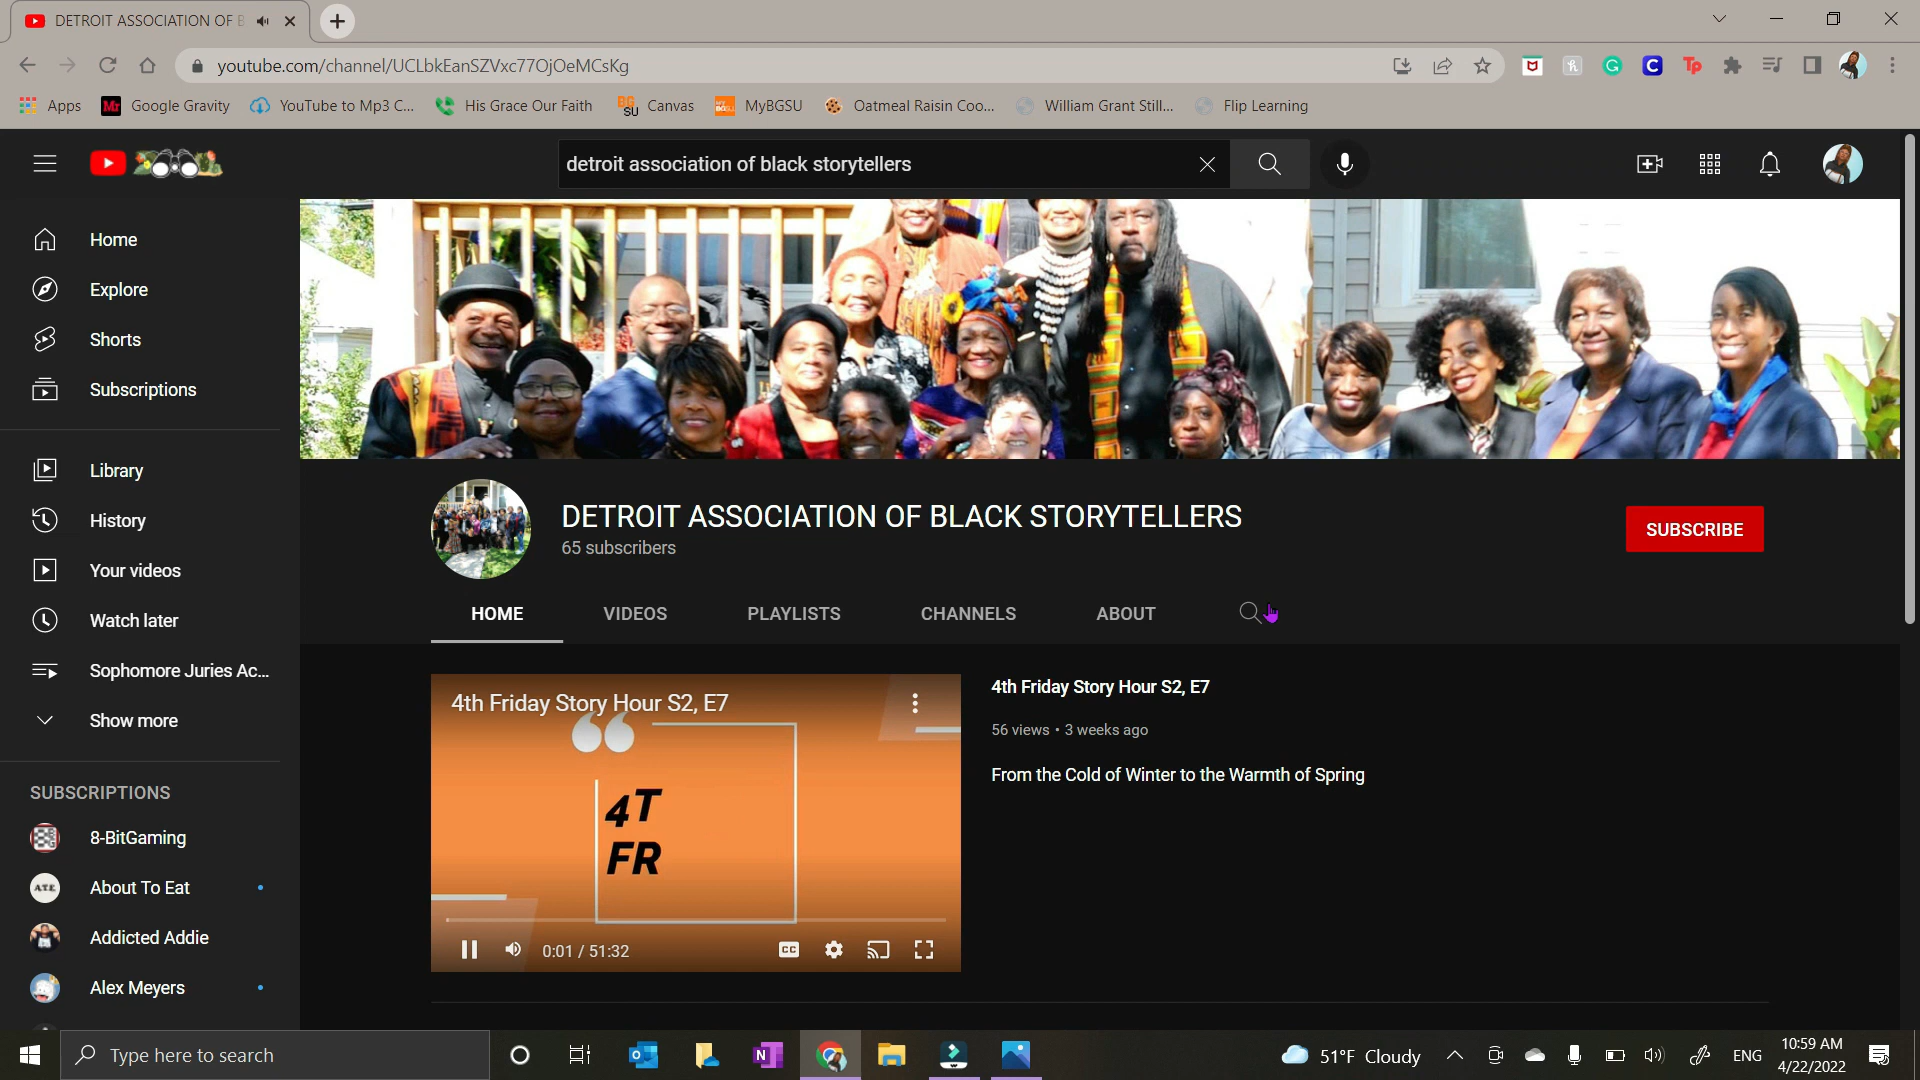 DETROIT ASSOCIATION OF B
youtube.com/channel/UCLbkEanSZVxc77OjOeMCsKg
Apps Mr Google Gravity YouTube to Mp3 C... His Grace Our Faith BG SU Canvas MyBGSU Oatmeal Raisin Coo... William Grant Still... Flip Learning
detroit association of black storytellers
Home
Explore
Shorts
Subscriptions
Library
History
Your videos
Watch later
Sophomore Juries Ac...
Show more
SUBSCRIPTIONS
8-BitGaming
A.T.E. About To Eat
Addicted Addie
Alex Meyers
DETROIT ASSOCIATION OF BLACK STORYTELLERS
65 subscribers
SUBSCRIBE
HOME VIDEOS PLAYLISTS CHANNELS ABOUT
4th Friday Story Hour S2, E7
4T
FR
0:01 / 51:32
CC
4th Friday Story Hour S2, E7
56 views • 3 weeks ago
From the Cold of Winter to the Warmth of Spring
Type here to search
51°F Cloudy
ENG
10:59 AM
4/22/2022